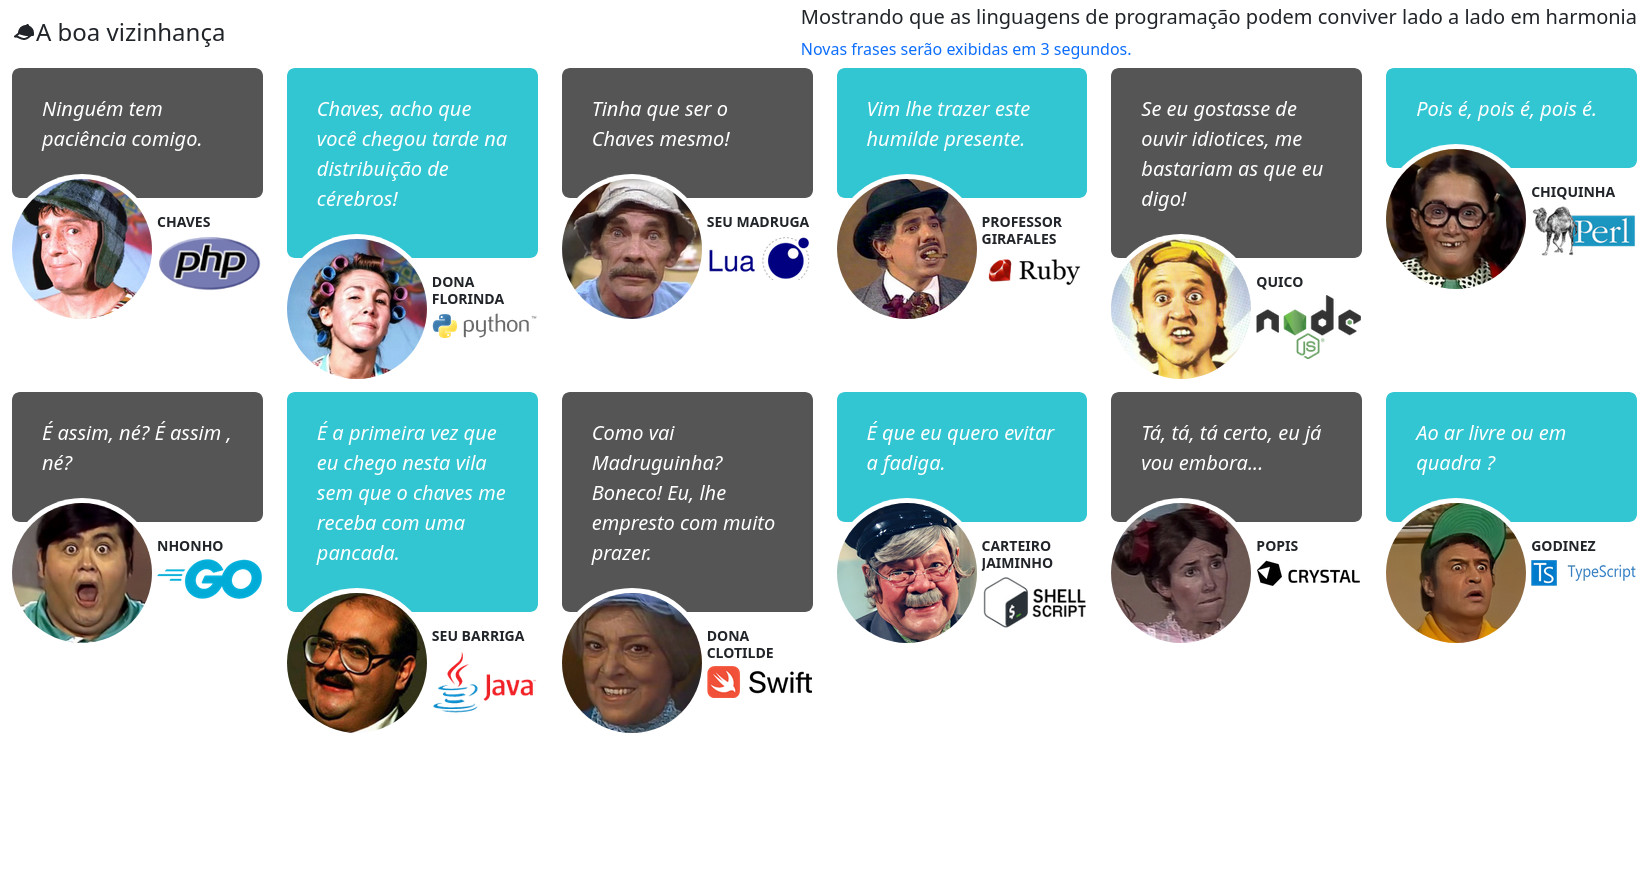 A boa vizinhança
Mostrando que as linguagens de programação podem conviver lado a lado em harmonia
Novas frases serão exibidas em 3 segundos.
Ninguém tem
paciência comigo.
CHAVES
php
Chaves, acho que
você chegou tarde na
distribuição de
cérebros!
DONA
FLORINDA
python™
Tinha que ser o
Chaves mesmo!
SEU MADRUGA
Lua
Vim lhe trazer este
humilde presente.
PROFESSOR
GIRAFALES
Ruby
Se eu gostasse de
ouvir idiotices, me
bastariam as que eu
digo!
QUICO
node
JS
Pois é, pois é, pois é.
CHIQUINHA
Perl
É assim, né? É assim ,
né?
NHONHO
GO
É a primeira vez que
eu chego nesta vila
sem que o chaves me
receba com uma
pancada.
SEU BARRIGA
Java
Como vai
Madruguinha?
Boneco! Eu, lhe
empresto com muito
prazer.
DONA
CLOTILDE
Swift
É que eu quero evitar
a fadiga.
CARTEIRO
JAIMINHO
$_
SHELL
SCRIPT
Tá, tá, tá certo, eu já
vou embora...
POPIS
CRYSTAL
Ao ar livre ou em
quadra ?
GODINEZ
TS TypeScript